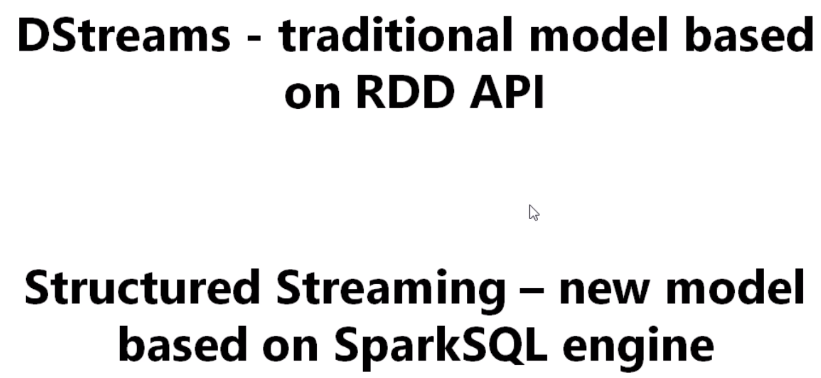 DStreams - traditional model based
on RDD API
Structured Streaming – new model
based on SparkSQL engine